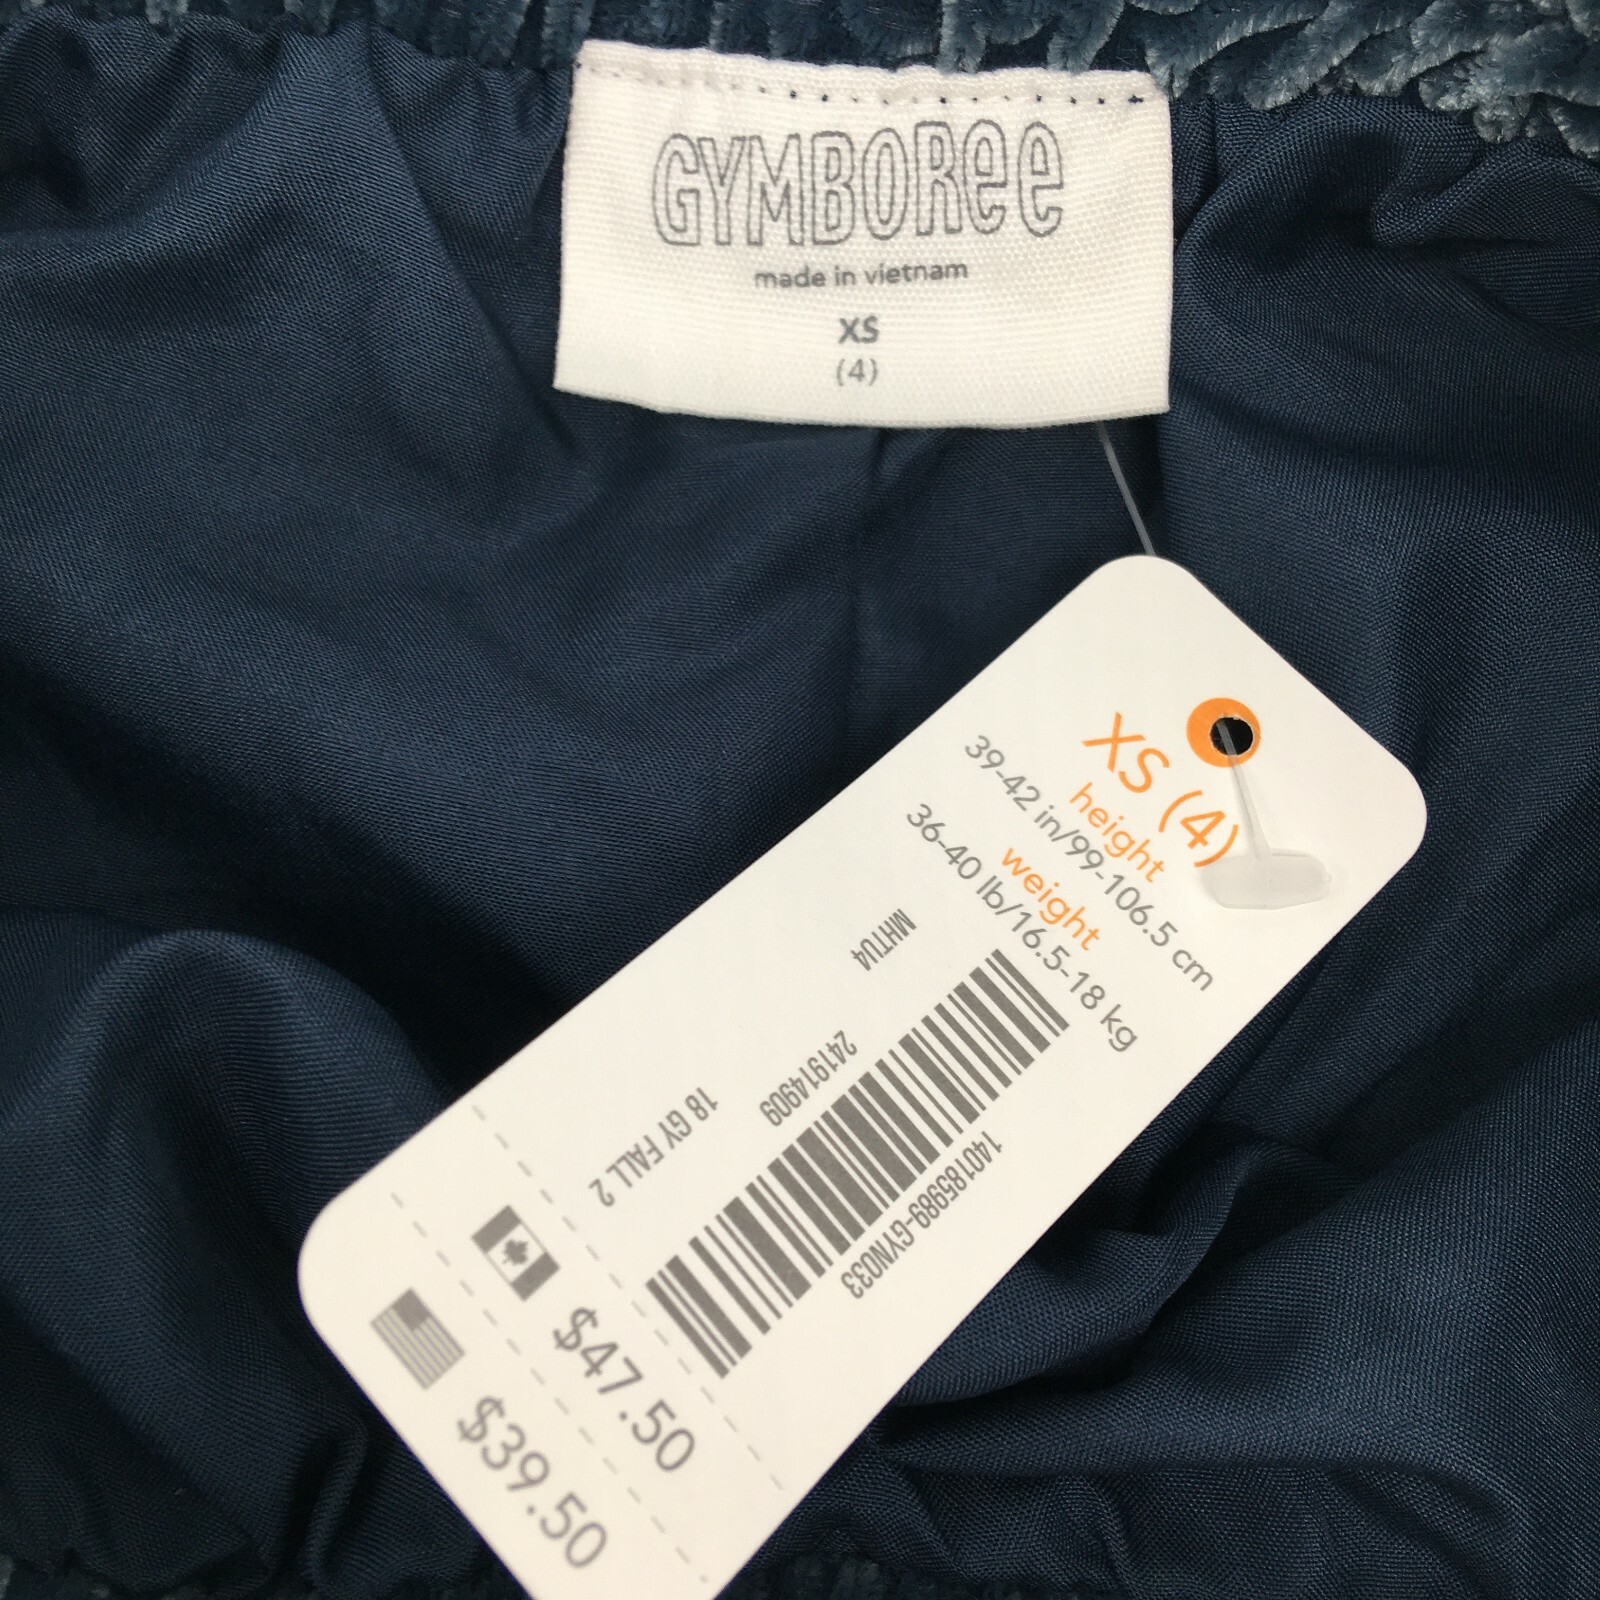 GYMBOREE
made in vietnam
XS
(4)
XS (4)
height
39-42 in/99-106.5 cm
weight
36-40 lb/16.5-18 kg
MHTU4
140185989-GYN033
241914909
18 GY FALL 2
$47.50
$39.50